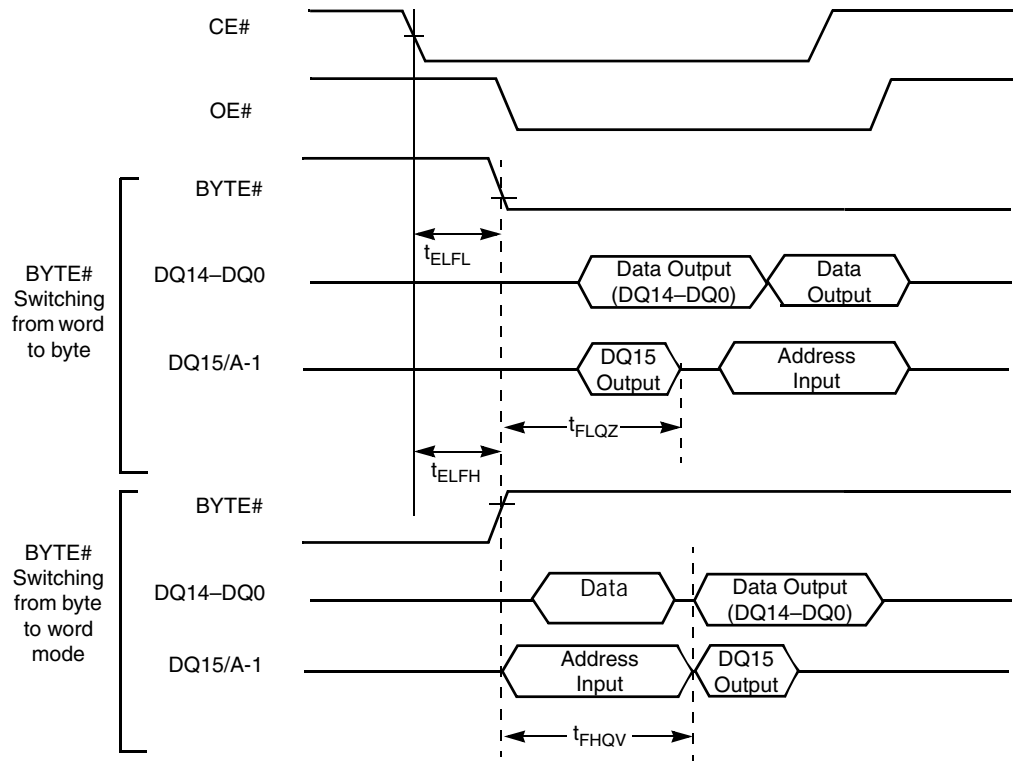 CE#
OE#
BYTE#
Switching
from word
to byte
BYTE#
tELFL
DQ14–DQ0
Data Output
(DQ14–DQ0)
Data
Output
DQ15/A-1
DQ15
Output
Address
Input
tFLQZ
tELFH
BYTE#
Switching
from byte
to word
mode
BYTE#
DQ14–DQ0
Data
Data Output
(DQ14–DQ0)
DQ15/A-1
Address
Input
DQ15
Output
tFHQV